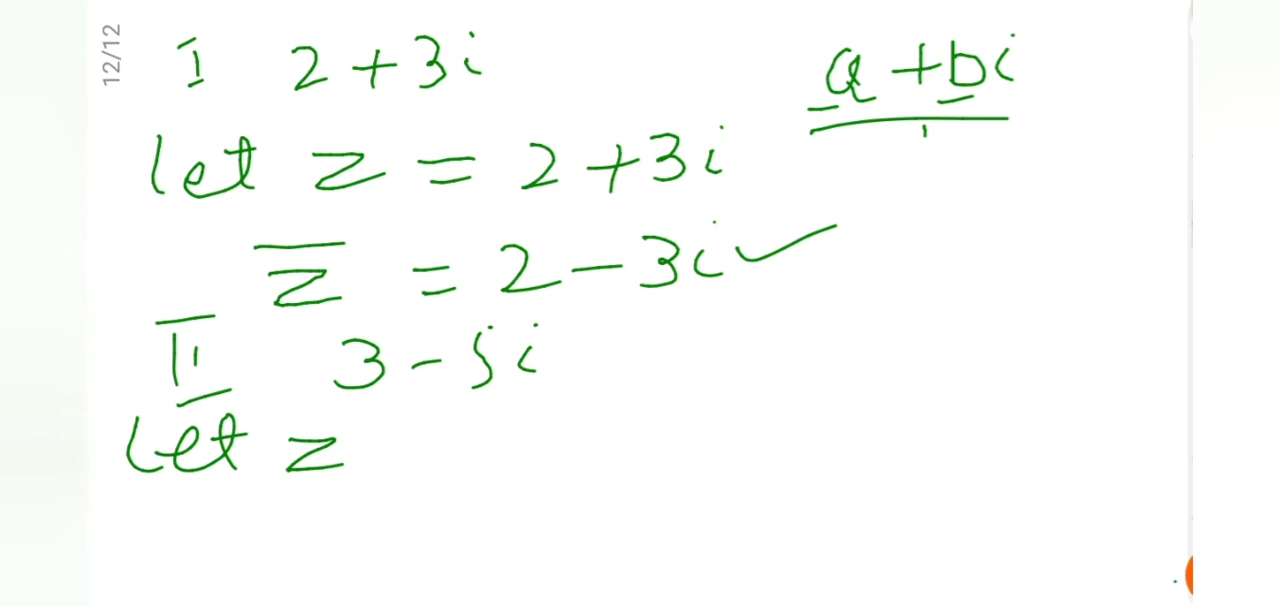 12/12
I 2+3i
a+bi
let z = 2+3i
z̅ = 2-3i✓
II 3-5i
Let z